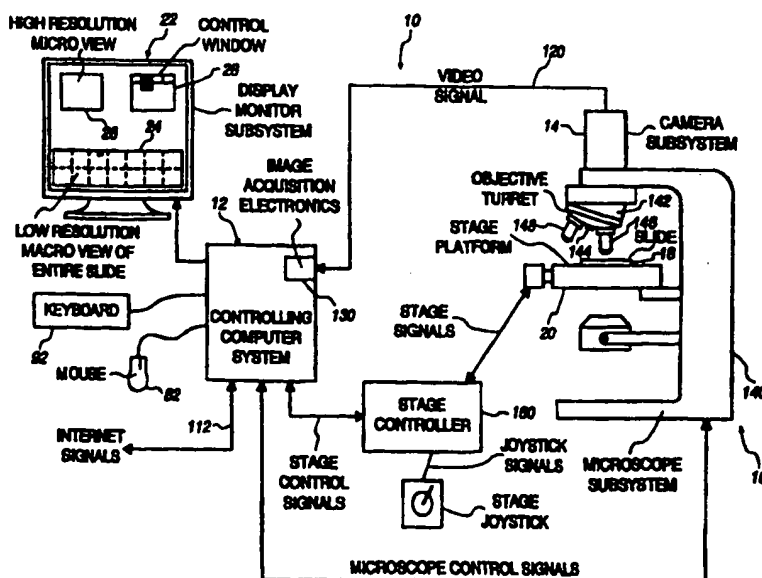 HIGH RESOLUTION
MICRO VIEW
22
CONTROL
WINDOW
26
28
DISPLAY
MONITOR
SUBSYSTEM
24
LOW RESOLUTION
MACRO VIEW OF
ENTIRE SLIDE
10
120
VIDEO
SIGNAL
14
CAMERA
SUBSYSTEM
OBJECTIVE
TURRET
142
148
144
146
STAGE
PLATFORM
SLIDE
16
20
IMAGE
ACQUISITION
ELECTRONICS
12
130
CONTROLLING
COMPUTER
SYSTEM
KEYBOARD
92
MOUSE
82
112
INTERNET
SIGNALS
STAGE
SIGNALS
STAGE
CONTROLLER
160
STAGE
CONTROL
SIGNALS
JOYSTICK
SIGNALS
STAGE
JOYSTICK
140
MICROSCOPE
SUBSYSTEM
MICROSCOPE CONTROL SIGNALS